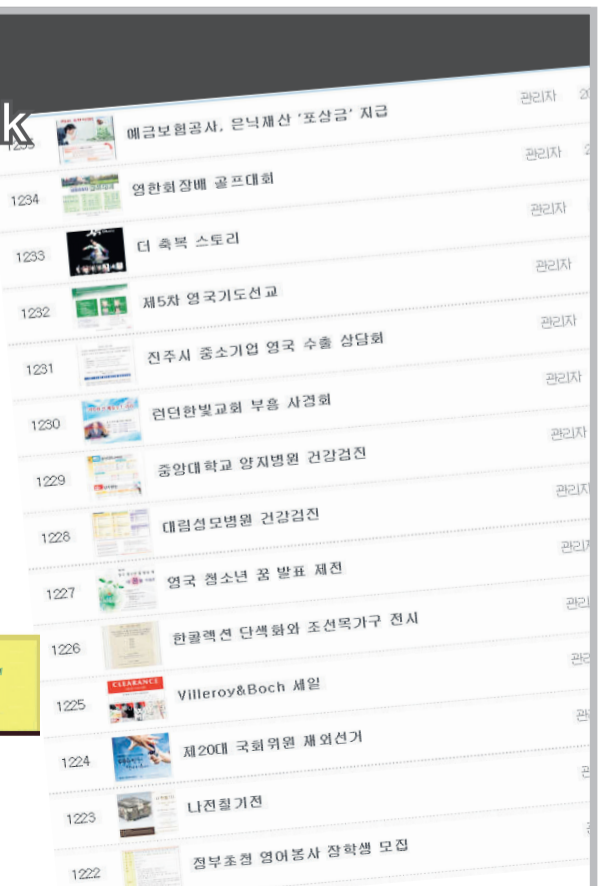 k
예금보험공사, 은닉재산 '포상금' 지급 관리자
1234 영한회장배 골프대회 관리자
1233 더 축복 스토리 관리자
1232 제5차 영국기도선교 관리자
1231 진주시 중소기업 영국 수출 상담회 관리자
1230 런던한빛교회 부흥 사경회 관리자
1229 중앙대학교 양지병원 건강검진 관리자
1228 대림성모병원 건강검진 관리자
1227 영국 청소년 꿈 발표 제전 관리
1226 한콜렉션 단색화와 조선목가구 전시 관리
1225 CLEARANCE Villeroy&Boch 세일
1224 제20대 국회위원 재외선거
1223 나전칠기전
1222 정부초청 영어봉사 장학생 모집